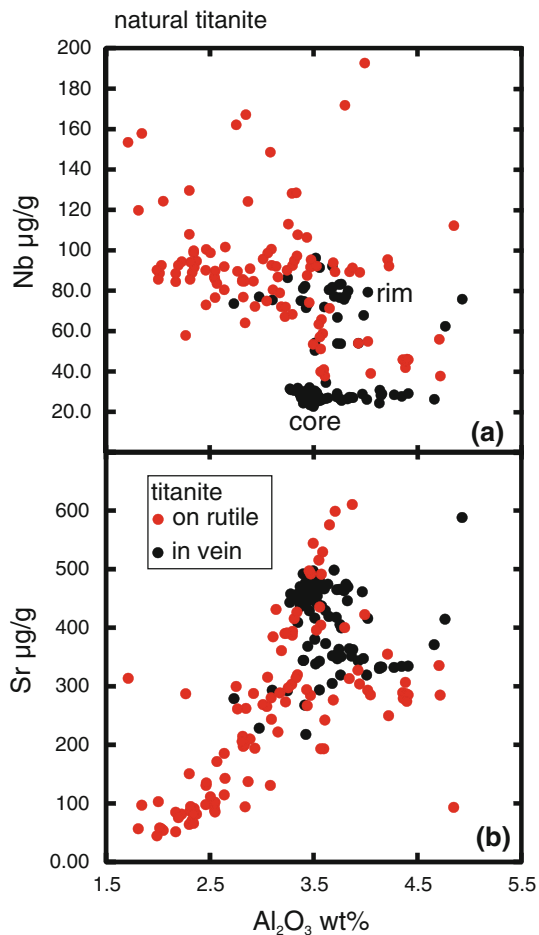 natural titanite
200
180
160
140
120
100
80.0
60.0
40.0
20.0
Nb µg/g
rim
core
(a)
titanite
on rutile
in vein
600
500
400
300
200
100
0.00
Sr µg/g
(b)
1.5 2.5 3.5 4.5 5.5
Al₂O₃ wt%